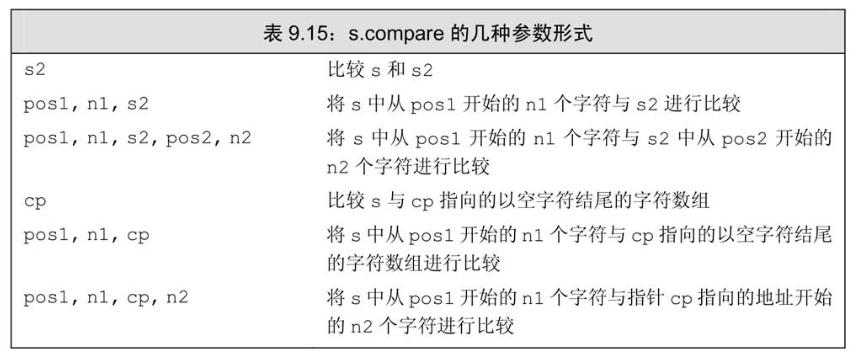 表 9.15：s.compare 的几种参数形式
s2 比较 s 和 s2
pos1, n1, s2 将 s 中从 pos1 开始的 n1 个字符与 s2 进行比较
pos1, n1, s2, pos2, n2 将 s 中从 pos1 开始的 n1 个字符与 s2 中从 pos2 开始的
n2 个字符进行比较
cp 比较 s 与 cp 指向的以空字符结尾的字符数组
pos1, n1, cp 将 s 中从 pos1 开始的 n1 个字符与 cp 指向的以空字符结尾
的字符数组进行比较
pos1, n1, cp, n2 将 s 中从 pos1 开始的 n1 个字符与指针 cp 指向的地址开始
的 n2 个字符进行比较